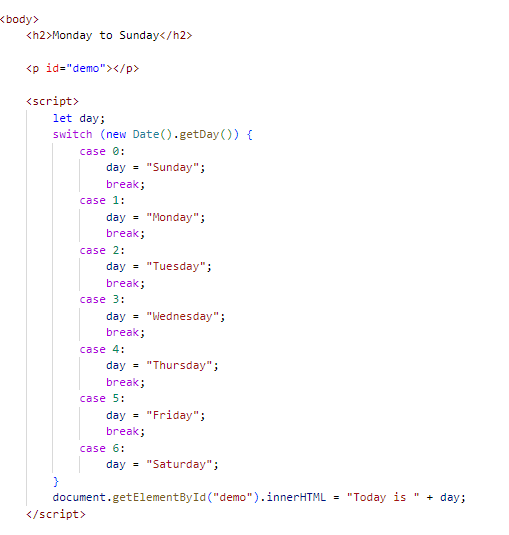 <body>
<h2>Monday to Sunday</h2>
<p id="demo"></p>
<script>
let day;
switch (new Date().getDay()) {
case 0:
day = "Sunday";
break;
case 1:
day = "Monday";
break;
case 2:
day = "Tuesday";
break;
case 3:
day = "Wednesday";
break;
case 4:
day = "Thursday";
break;
case 5:
day = "Friday";
break;
case 6:
day = "Saturday";
}
document.getElementById("demo").innerHTML = "Today is " + day;
</script>